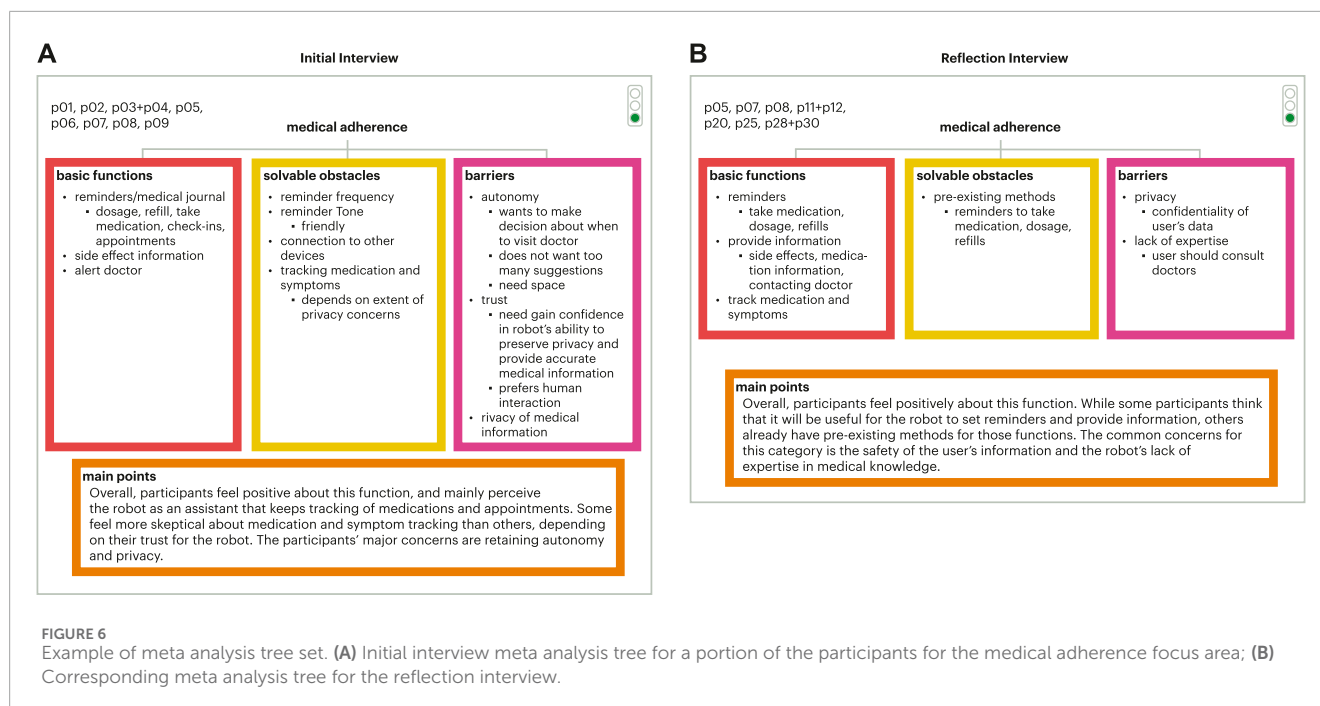 A
Initial Interview
p01, p02, p03+p04, p05,
p06, p07, p08, p09
medical adherence
basic functions
• reminders/medical journal
▪ dosage, refill, take
medication, check-ins,
appointments
• side effect information
• alert doctor
solvable obstacles
• reminder frequency
• reminder Tone
▪ friendly
• connection to other
devices
• tracking medication and
symptoms
▪ depends on extent of
privacy concerns
barriers
• autonomy
▪ wants to make
decision about when
to visit doctor
▪ does not want too
many suggestions
▪ need space
• trust
▪ need gain confidence
in robot’s ability to
preserve privacy and
provide accurate
medical information
▪ prefers human
interaction
• rivacy of medical
information
main points
Overall, participants feel positive about this function, and mainly perceive
the robot as an assistant that keeps tracking of medications and appointments. Some
feel more skeptical about medication and symptom tracking than others, depending
on their trust for the robot. The participants’ major concerns are retaining autonomy
and privacy.
B
Reflection Interview
p05, p07, p08, p11+p12,
p20, p25, p28+p30
medical adherence
basic functions
• reminders
▪ take medication,
dosage, refills
• provide information
▪ side effects, medica-
tion information,
contacting doctor
• track medication and
symptoms
solvable obstacles
• pre-existing methods
▪ reminders to take
medication, dosage,
refills
barriers
• privacy
▪ confidentiality of
user’s data
• lack of expertise
▪ user should consult
doctors
main points
Overall, participants feel positively about this function. While some participants think
that it will be useful for the robot to set reminders and provide information, others
already have pre-existing methods for those functions. The common concerns for
this category is the safety of the user’s information and the robot’s lack of
expertise in medical knowledge.
FIGURE 6
Example of meta analysis tree set. (A) Initial interview meta analysis tree for a portion of the participants for the medical adherence focus area; (B)
Corresponding meta analysis tree for the reflection interview.